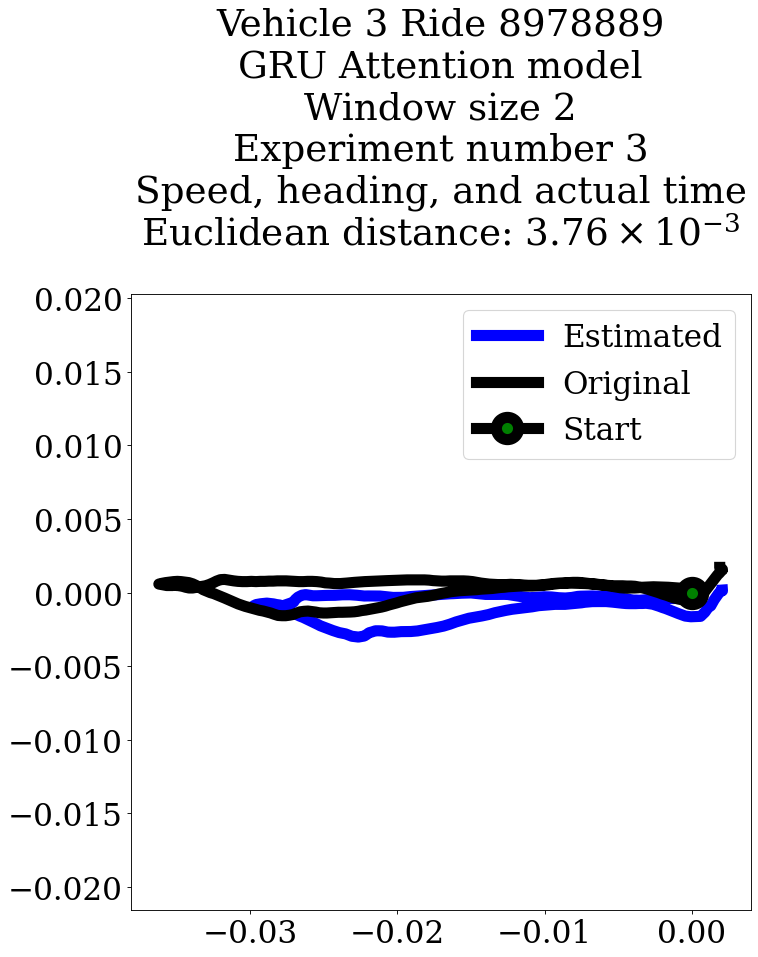 Vehicle 3 Ride 8978889
GRU Attention model
Window size 2
Experiment number 3
Speed, heading, and actual time
Euclidean distance: 3.76 × 10⁻³
Estimated
Original
Start
0.020
0.015
0.010
0.005
0.000
−0.005
−0.010
−0.015
−0.020
−0.03
−0.02
−0.01
0.00